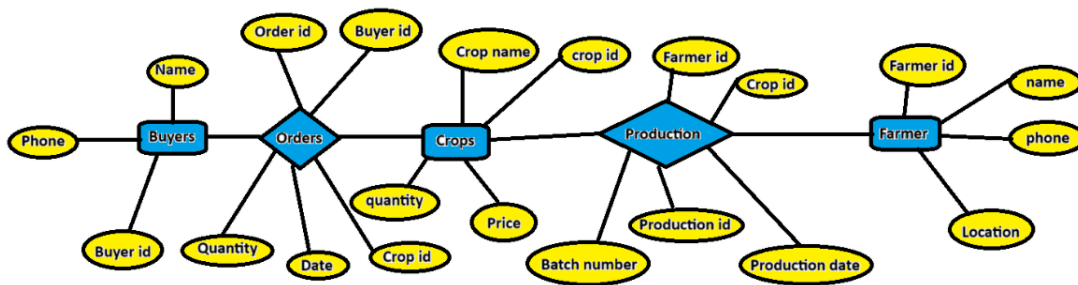 Order id
Buyer id
Crop name
crop id
Farmer id
Crop id
Farmer id
name
Name
Phone
Buyers
Orders
Crops
Production
Farmer
phone
Buyer id
Quantity
Date
Crop id
quantity
Price
Batch number
Production id
Production date
Location